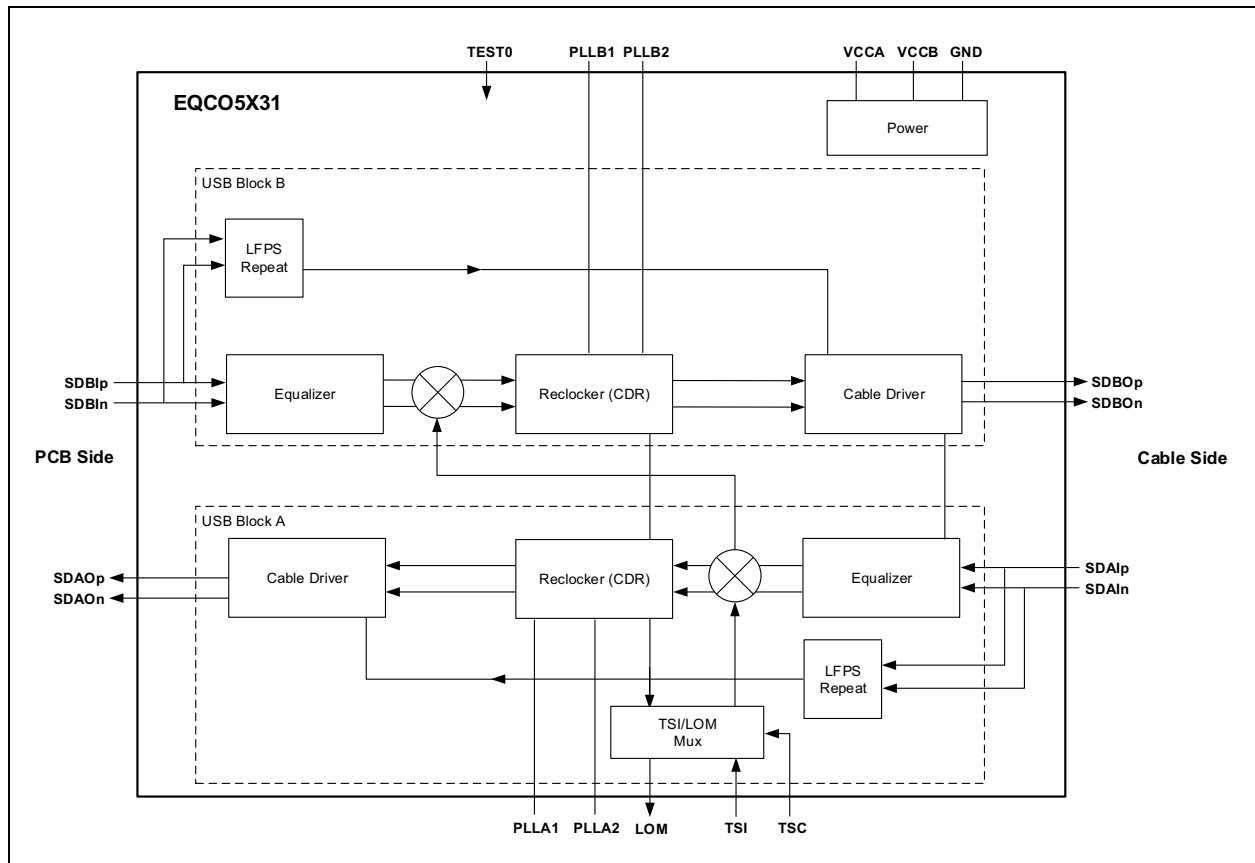 TEST0
PLLB1
PLLB2
VCCA
VCCB
GND
EQCO5X31
Power
USB Block B
LFPS
Repeat
SDBIp
SDBIn
Equalizer
Reclocker (CDR)
Cable Driver
SDBOp
SDBOn
PCB Side
Cable Side
USB Block A
SDAOp
SDAOn
Cable Driver
Reclocker (CDR)
Equalizer
SDAIp
SDAIn
LFPS
Repeat
TSI/LOM
Mux
PLLA1
PLLA2
LOM
TSI
TSC